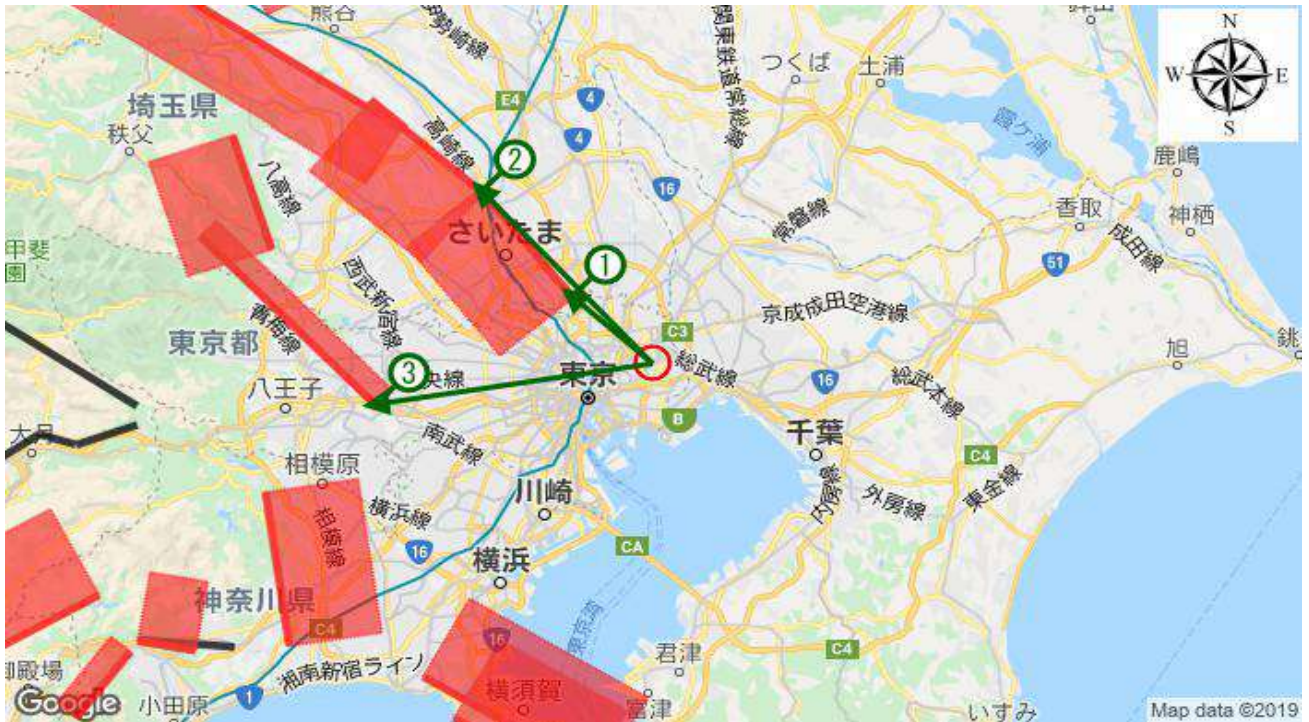 熊谷
伊勢崎線
関東鉄道常総線
つくば
土浦
N
W
E
S
埼玉県
秩父
E4
4
4
高崎線
霞ケ浦
鹿嶋
八高線
②
16
常磐線
香取
神栖
さいたま
成田線
甲斐
園
西武新宿線
①
51
青梅線
C3
京成成田空港線
東京都
③
央線
東京
総武線
16
総武本線
旭
銚
八王子
B
千葉
大月
南武線
C4
相模原
川崎
内房線
外房線
東金線
横浜線
相模線
16
CA
横浜
神奈川県
C4
16
東京湾
君津
C4
御殿場
湘南新宿ライン
横須賀
富津
Google
小田原
1
いすみ
Map data ©2019